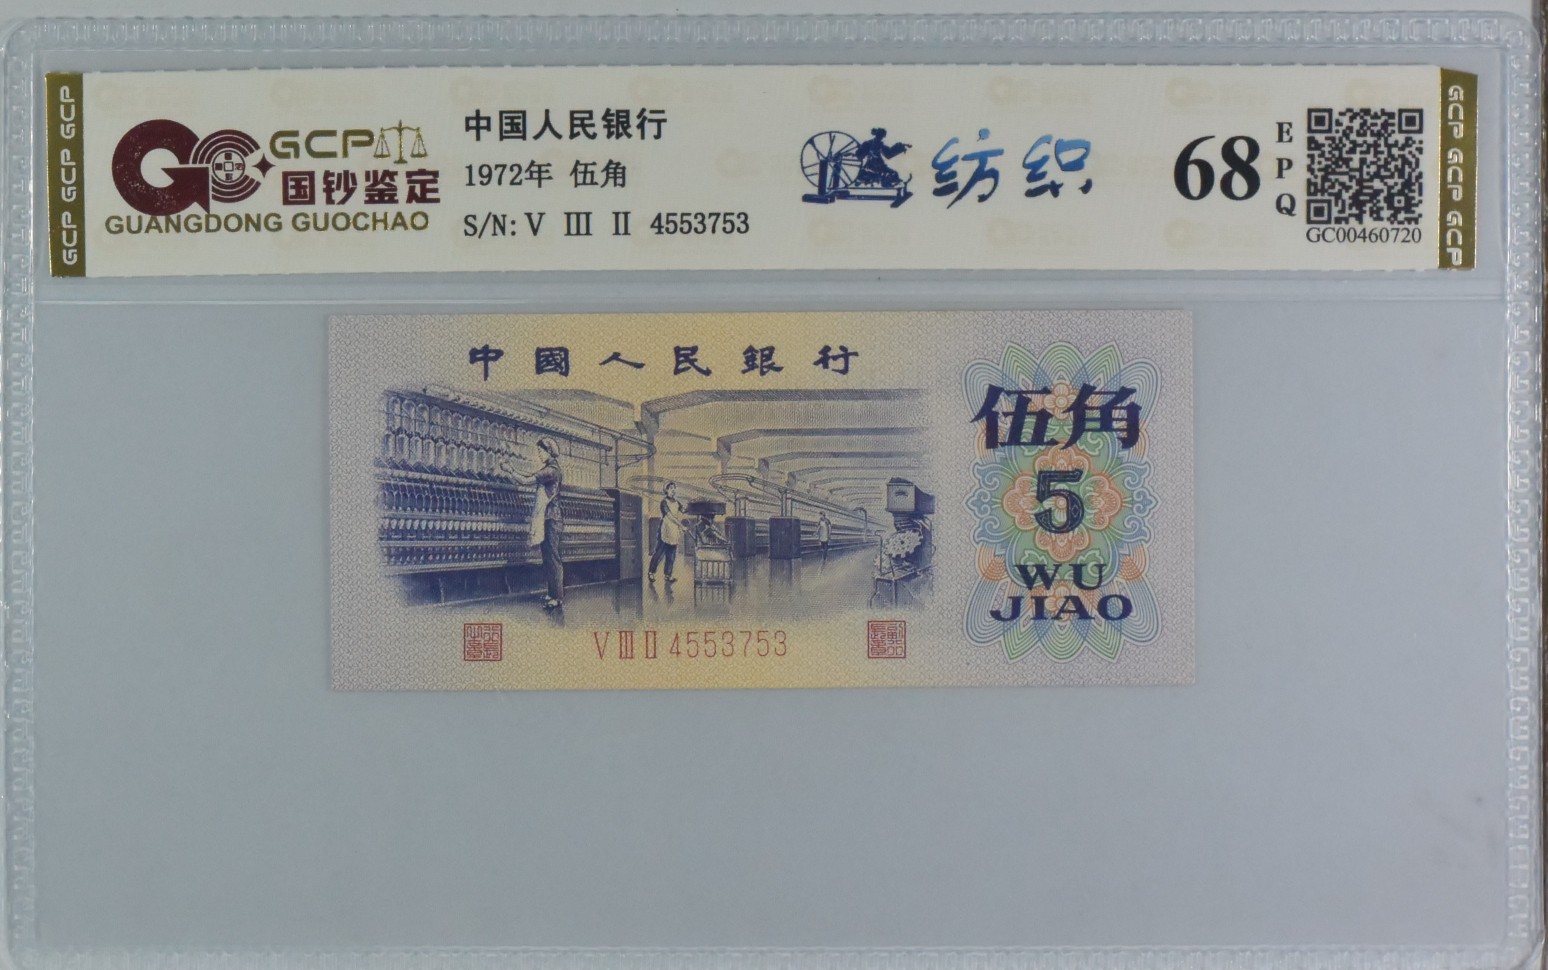 GCP GCP GCP
GCP
国钞鉴定
GUANGDONG GUOCHAO
中国人民银行
1972年 伍角
S/N: V III II 4553753
纺织
68
EPQ
GC00460720
GCP GCP GCP
中國人民銀行
伍角
5
WU
JIAO
V III II 4553753